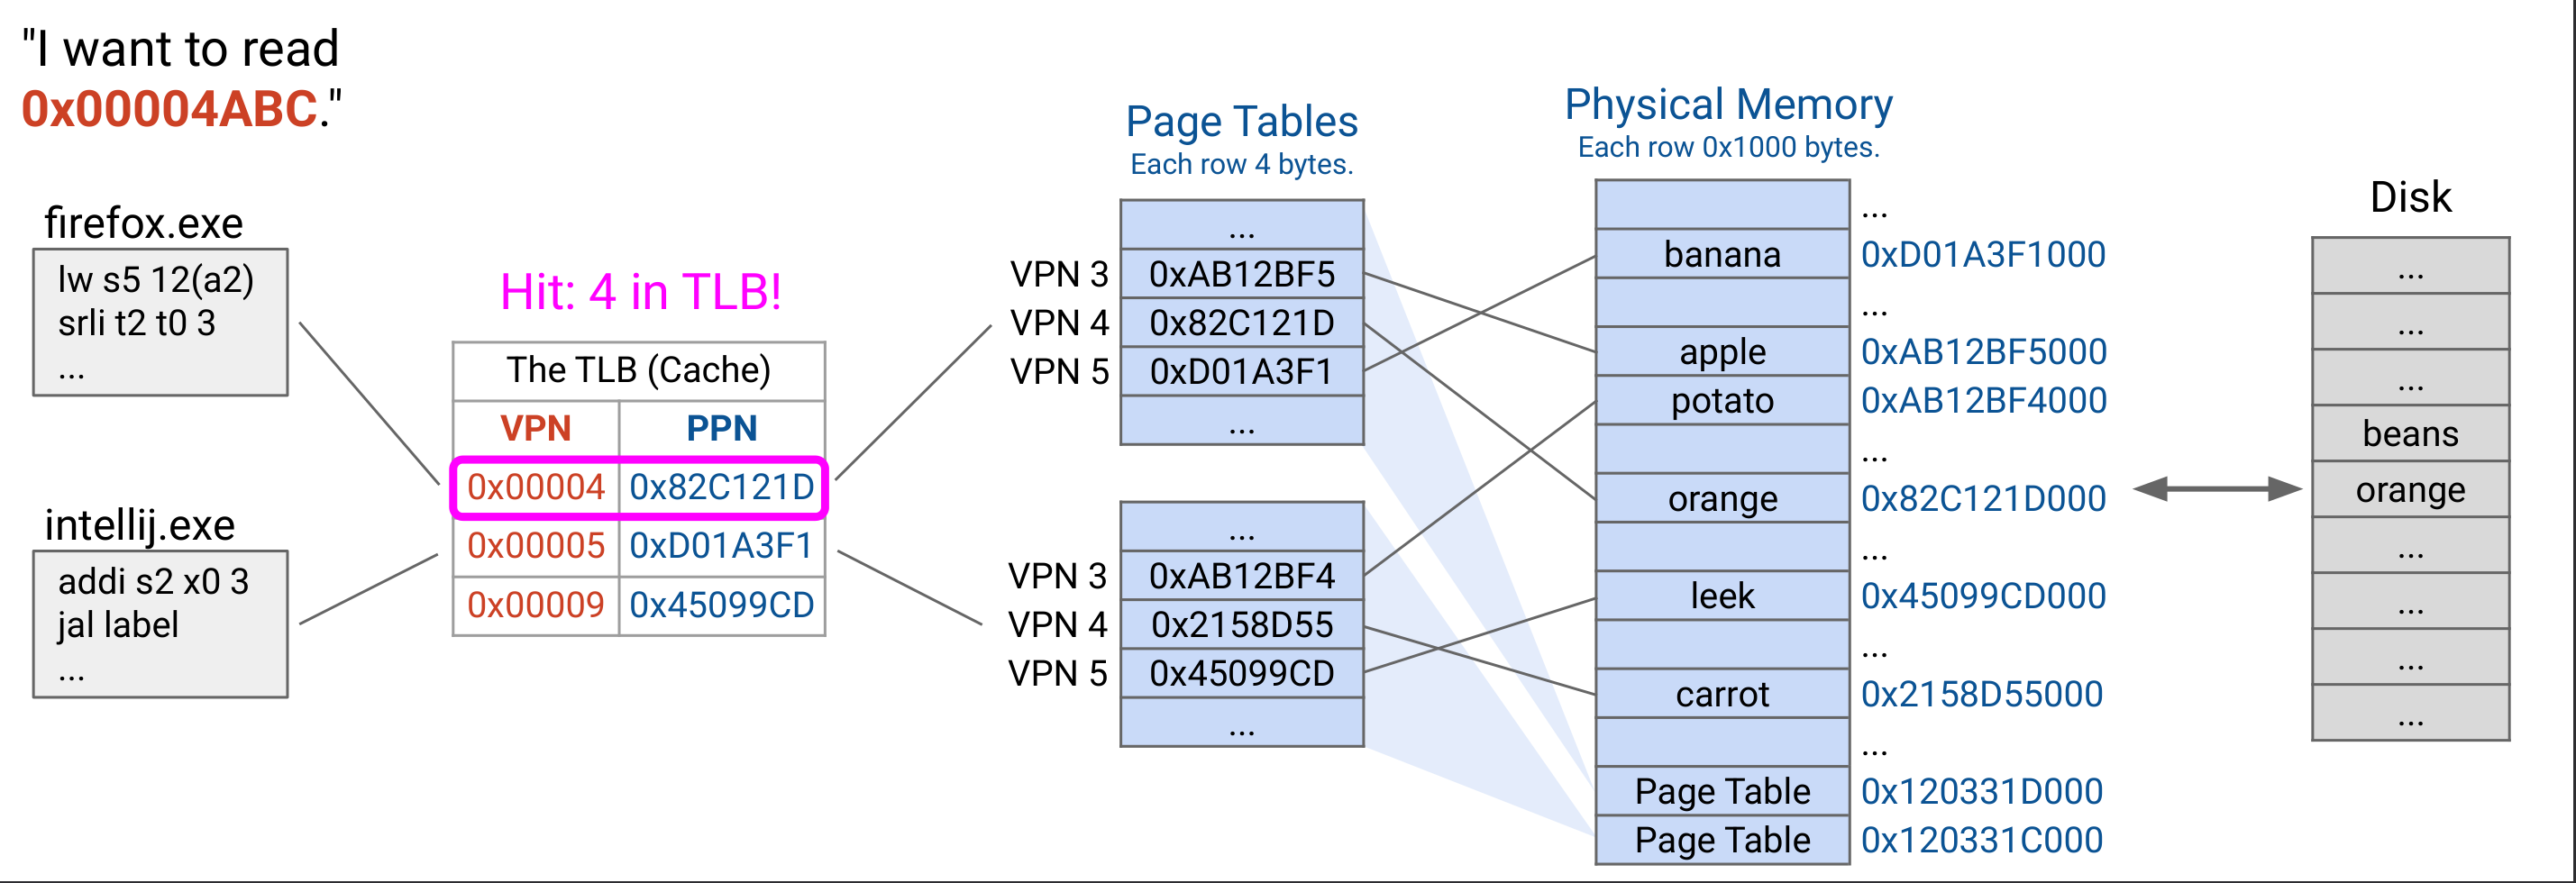 "I want to read
0x00004ABC."
firefox.exe
lw s5 12(a2)
srli t2 t0 3
...
intellij.exe
addi s2 x0 3
jal label
...
Hit: 4 in TLB!
The TLB (Cache)
VPN PPN
0x00004 0x82C121D
0x00005 0xD01A3F1
0x00009 0x45099CD
Page Tables
Each row 4 bytes.
...
VPN 3 0xAB12BF5
VPN 4 0x82C121D
VPN 5 0xD01A3F1
...
...
VPN 3 0xAB12BF4
VPN 4 0x2158D55
VPN 5 0x45099CD
...
Physical Memory
Each row 0x1000 bytes.
...
banana 0xD01A3F1000
...
apple 0xAB12BF5000
potato 0xAB12BF4000
...
orange 0x82C121D000
...
leek 0x45099CD000
...
carrot 0x2158D55000
...
Page Table 0x120331D000
Page Table 0x120331C000
Disk
...
...
...
beans
orange
...
...
...
...